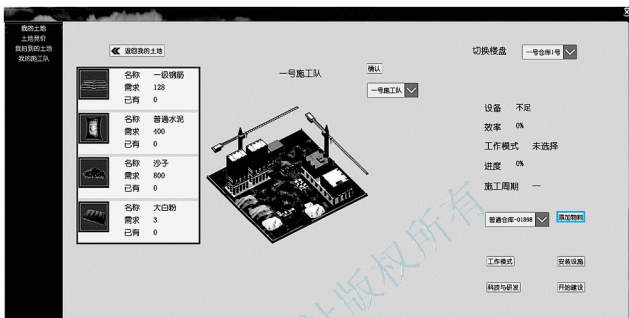 我的土地
土地竞价
我拍到的土地
我的施工队
返回我的土地
切换楼盘 一号仓库1号
名称 一级钢筋
需求 128
已有 0
名称 普通水泥
需求 400
已有 0
名称 沙子
需求 800
已有 0
名称 大白粉
需求 3
已有 0
一号施工队
确认
一号施工队
设备 不足
效率 0%
工作模式 未选择
进度 0%
施工周期 —
普通仓库-01898
添加物料
工作模式
安装设施
科技与研发
开始建设
版权所有